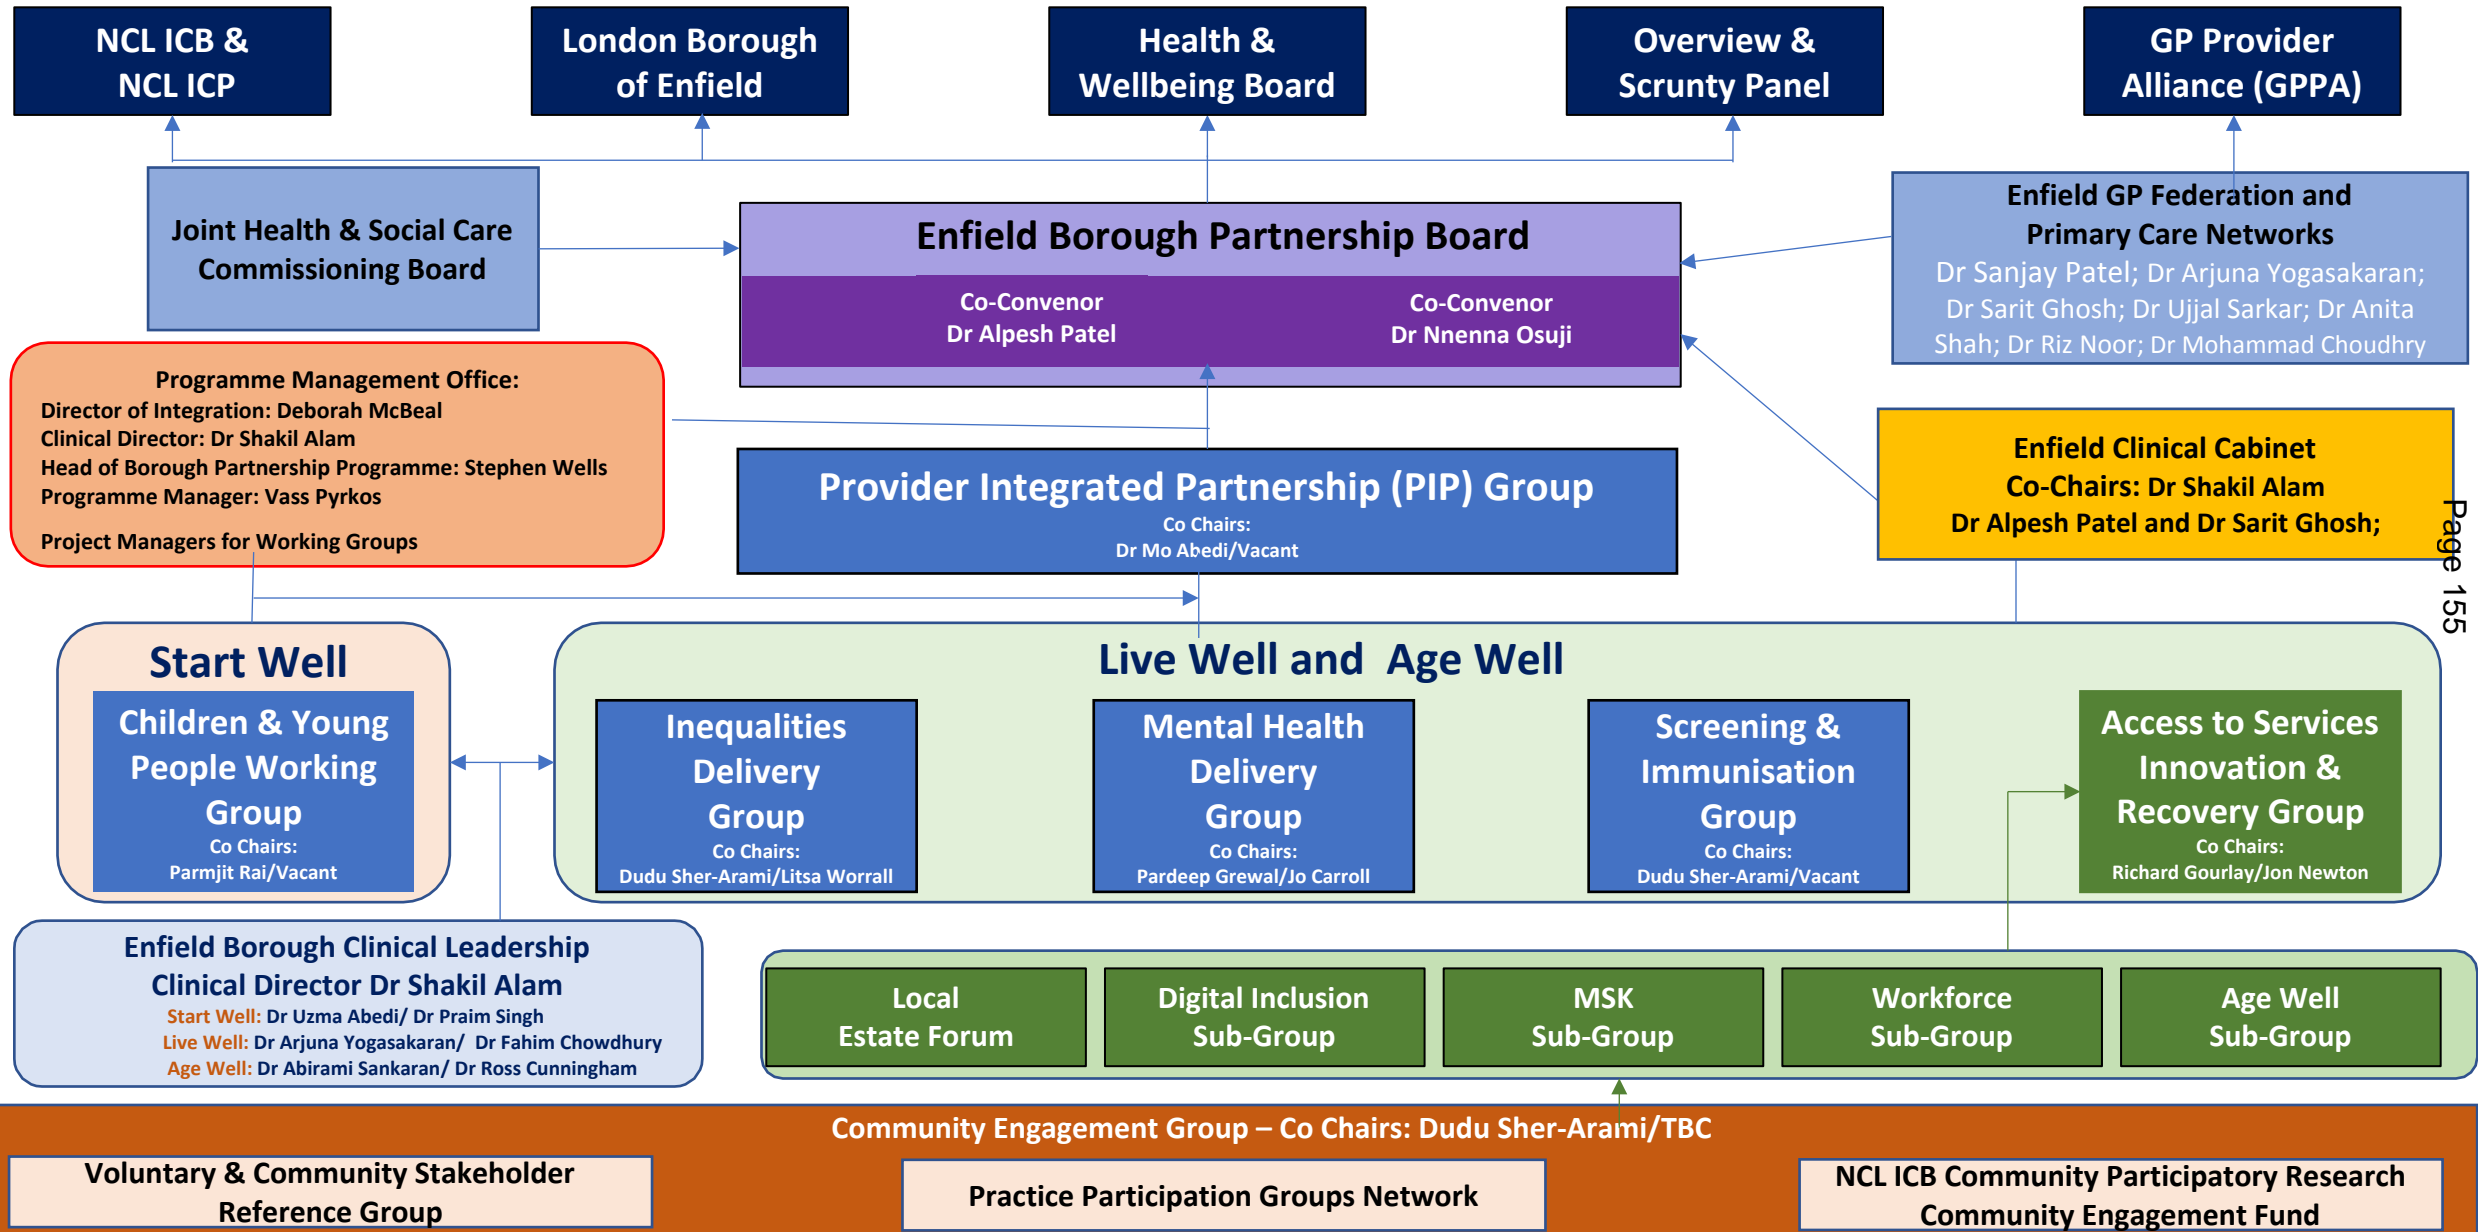 NCL ICB &
NCL ICP
London Borough
of Enfield
Health &
Wellbeing Board
Overview &
Scrunty Panel
GP Provider
Alliance (GPPA)
Joint Health & Social Care
Commissioning Board
Enfield Borough Partnership Board
Co-Convenor
Dr Alpesh Patel
Co-Convenor
Dr Nnenna Osuji
Enfield GP Federation and
Primary Care Networks
Dr Sanjay Patel; Dr Arjuna Yogasakaran;
Dr Sarit Ghosh; Dr Ujjal Sarkar; Dr Anita
Shah; Dr Riz Noor; Dr Mohammad Choudhry
Programme Management Office:
Director of Integration: Deborah McBeal
Clinical Director: Dr Shakil Alam
Head of Borough Partnership Programme: Stephen Wells
Programme Manager: Vass Pyrkos
Project Managers for Working Groups
Provider Integrated Partnership (PIP) Group
Co Chairs:
Dr Mo Abedi/Vacant
Enfield Clinical Cabinet
Co-Chairs: Dr Shakil Alam
Dr Alpesh Patel and Dr Sarit Ghosh;
Page 155
Start Well
Children & Young
People Working
Group
Co Chairs:
Parmjit Rai/Vacant
Live Well and  Age Well
Inequalities
Delivery
Group
Co Chairs:
Dudu Sher-Arami/Litsa Worrall
Mental Health
Delivery
Group
Co Chairs:
Pardeep Grewal/Jo Carroll
Screening &
Immunisation
Group
Co Chairs:
Dudu Sher-Arami/Vacant
Access to Services
Innovation &
Recovery Group
Co Chairs:
Richard Gourlay/Jon Newton
Enfield Borough Clinical Leadership
Clinical Director Dr Shakil Alam
Start Well: Dr Uzma Abedi/ Dr Praim Singh
Live Well: Dr Arjuna Yogasakaran/  Dr Fahim Chowdhury
Age Well: Dr Abirami Sankaran/ Dr Ross Cunningham
Local
Estate Forum
Digital Inclusion
Sub-Group
MSK
Sub-Group
Workforce
Sub-Group
Age Well
Sub-Group
Community Engagement Group – Co Chairs: Dudu Sher-Arami/TBC
Voluntary & Community Stakeholder
Reference Group
Practice Participation Groups Network
NCL ICB Community Participatory Research
Community Engagement Fund